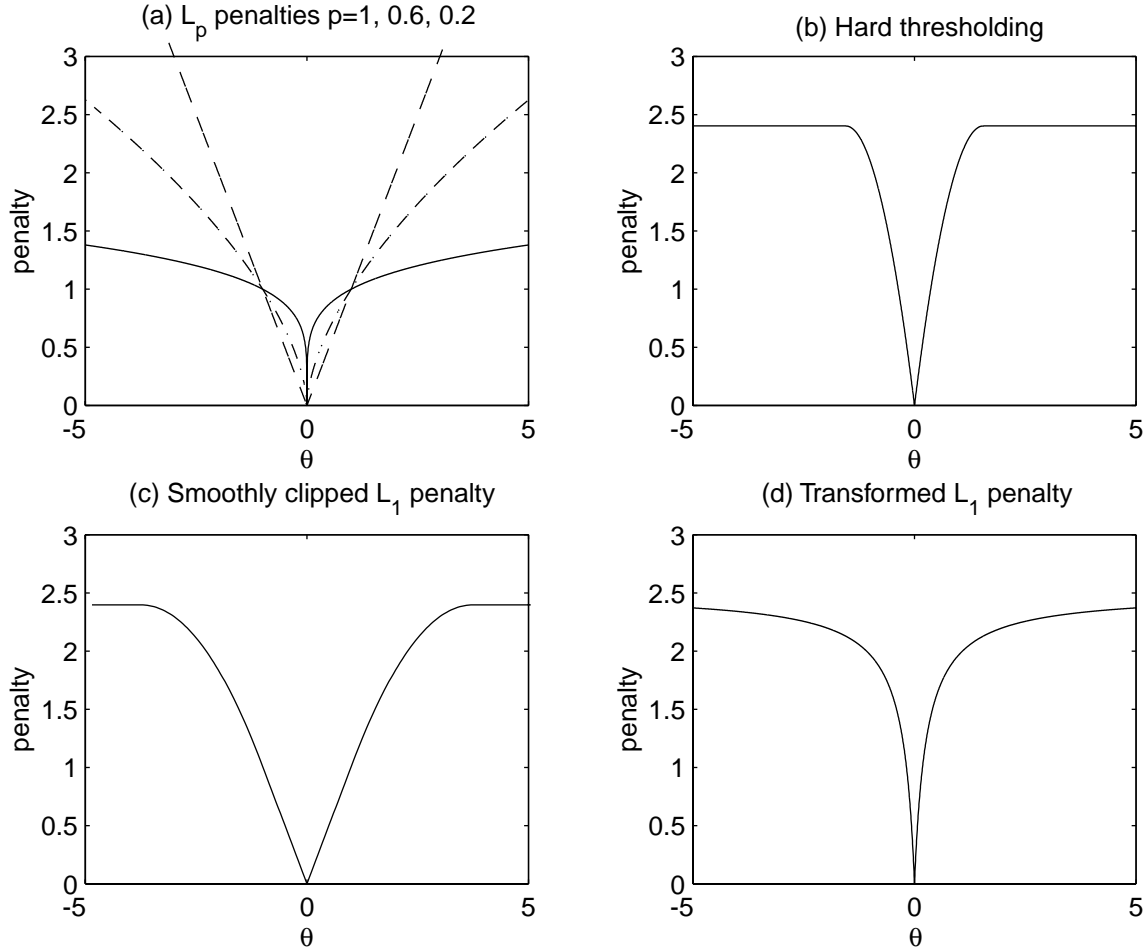 (a) Lp penalties p=1, 0.6, 0.2
3
2.5
2
1.5
1
0.5
0
penalty
-5 0 5
θ
(b) Hard thresholding
3
2.5
2
1.5
1
0.5
0
penalty
-5 0 5
θ
(c) Smoothly clipped L1 penalty
3
2.5
2
1.5
1
0.5
0
penalty
-5 0 5
θ
(d) Transformed L1 penalty
3
2.5
2
1.5
1
0.5
0
penalty
-5 0 5
θ